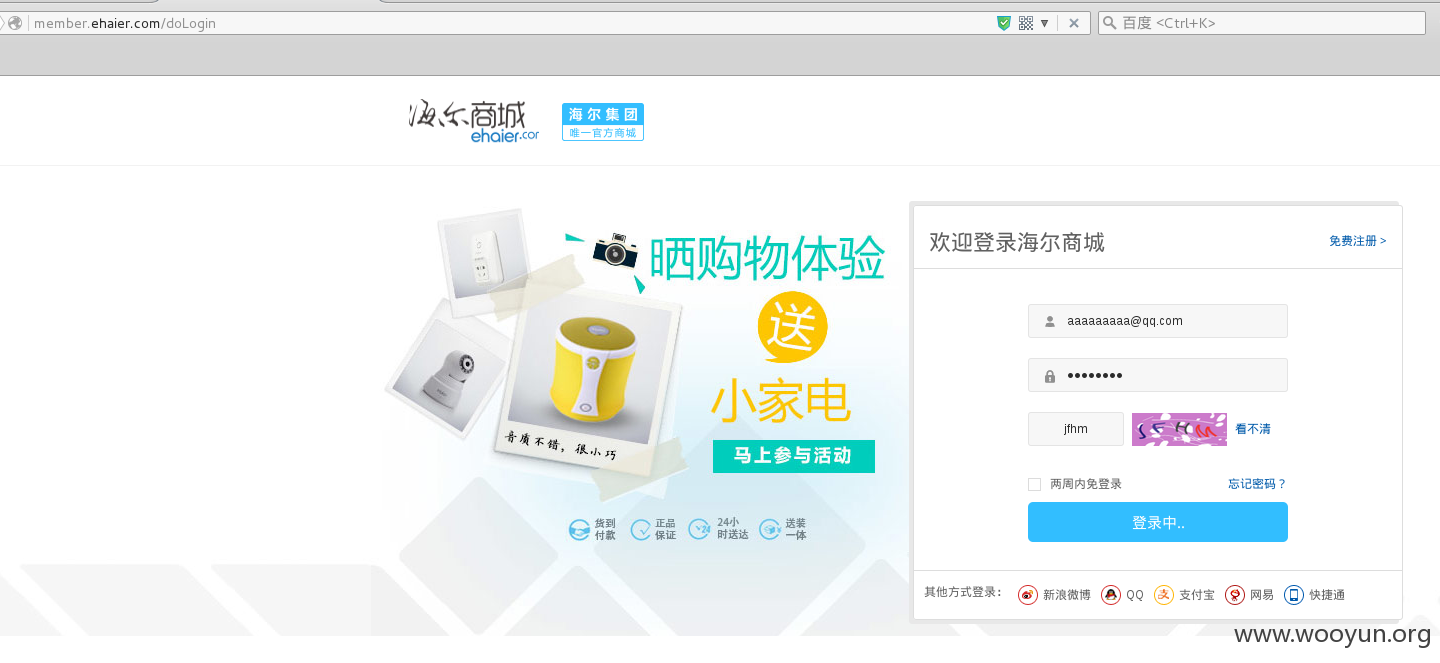 member.ehaier.com/doLogin
百度 <Ctrl+K>
海尔商城
ehaier.cor
海尔集团
唯一官方商城
欢迎登录海尔商城
免费注册 >
晒购物体验
送
小家电
音质不错，很小巧
马上参与活动
货到付款
正品保证
24小时送达
送装一体
aaaaaaaaa@qq.com
••••••••
jfhm
看不清
两周内免登录
忘记密码？
登录中..
其他方式登录：
新浪微博
QQ
支付宝
网易
快捷通
www.wooyun.org